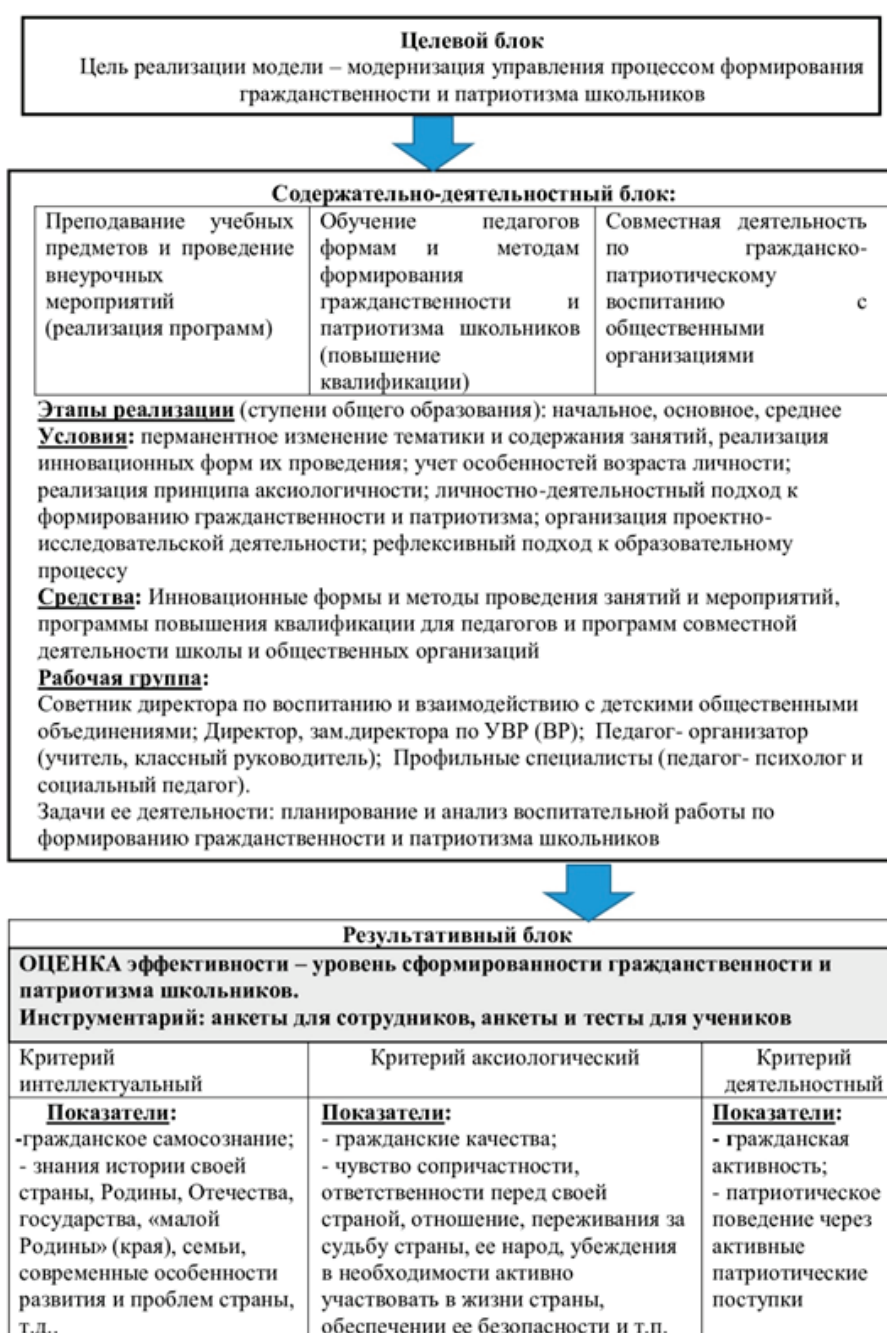 Целевой блок
Цель реализации модели – модернизация управления процессом формирования
гражданственности и патриотизма школьников
Содержательно-деятельностный блок:
Преподавание учебных
предметов и проведение
внеурочных
мероприятий
(реализация программ)
Обучение педагогов
формам и методам
формирования
гражданственности и
патриотизма школьников
(повышение
квалификации)
Совместная деятельность
по гражданско-
патриотическому
воспитанию с
общественными
организациями
Этапы реализации (ступени общего образования): начальное, основное, среднее
Условия: перманентное изменение тематики и содержания занятий, реализация
инновационных форм их проведения; учет особенностей возраста личности;
реализация принципа аксиологичности; личностно-деятельностный подход к
формированию гражданственности и патриотизма; организация проектно-
исследовательской деятельности; рефлексивный подход к образовательному
процессу
Средства: Инновационные формы и методы проведения занятий и мероприятий,
программы повышения квалификации для педагогов и программ совместной
деятельности школы и общественных организаций
Рабочая группа:
Советник директора по воспитанию и взаимодействию с детскими общественными
объединениями; Директор, зам.директора по УВР (ВР); Педагог- организатор
(учитель, классный руководитель); Профильные специалисты (педагог- психолог и
социальный педагог).
Задачи ее деятельности: планирование и анализ воспитательной работы по
формированию гражданственности и патриотизма школьников
Результативный блок
ОЦЕНКА эффективности – уровень сформированности гражданственности и
патриотизма школьников.
Инструментарий: анкеты для сотрудников, анкеты и тесты для учеников
Критерий
интеллектуальный
Критерий аксиологический
Критерий
деятельностный
Показатели:
-гражданское самосознание;
- знания истории своей
страны, Родины, Отечества,
государства, «малой
Родины» (края), семьи,
современные особенности
развития и проблем страны,
т.д..
Показатели:
- гражданские качества;
- чувство сопричастности,
ответственности перед своей
страной, отношение, переживания за
судьбу страны, ее народ, убеждения
в необходимости активно
участвовать в жизни страны,
обеспечении ее безопасности и т.п.
Показатели:
- гражданская
активность;
- патриотическое
поведение через
активные
патриотические
поступки